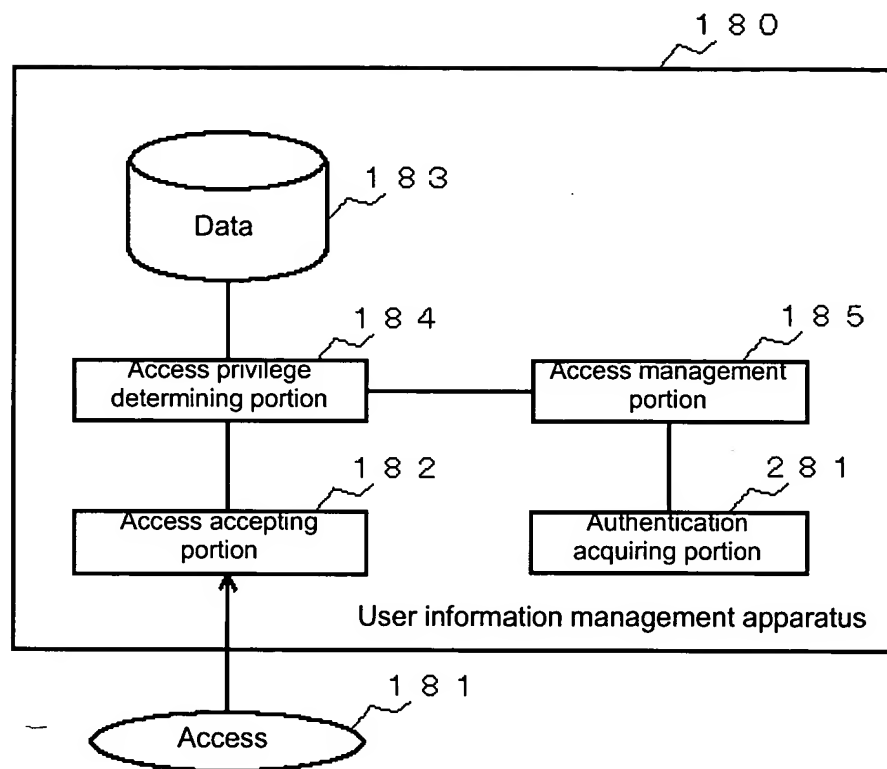 180
183
Data
184
185
Access privilege
determining portion
Access management
portion
182
281
Access accepting
portion
Authentication
acquiring portion
User information management apparatus
181
Access